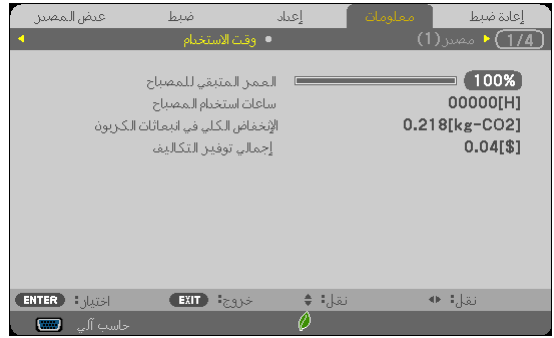 عرض المصدر ضبط إعداد معلومات إعادة ضبط
وقت الاستخدام مصدر(1) 1/4
العمر المتبقي للمصباح 100%
ساعات استخدام المصباح 00000[H]
الإنخفاض الكلي في انبعاثات الكربون 0.218[kg-CO2]
إجمالي توفير التكاليف 0.04[$]
ENTER :اختيار EXIT :خروج نقل: نقل:
حاسب آلي